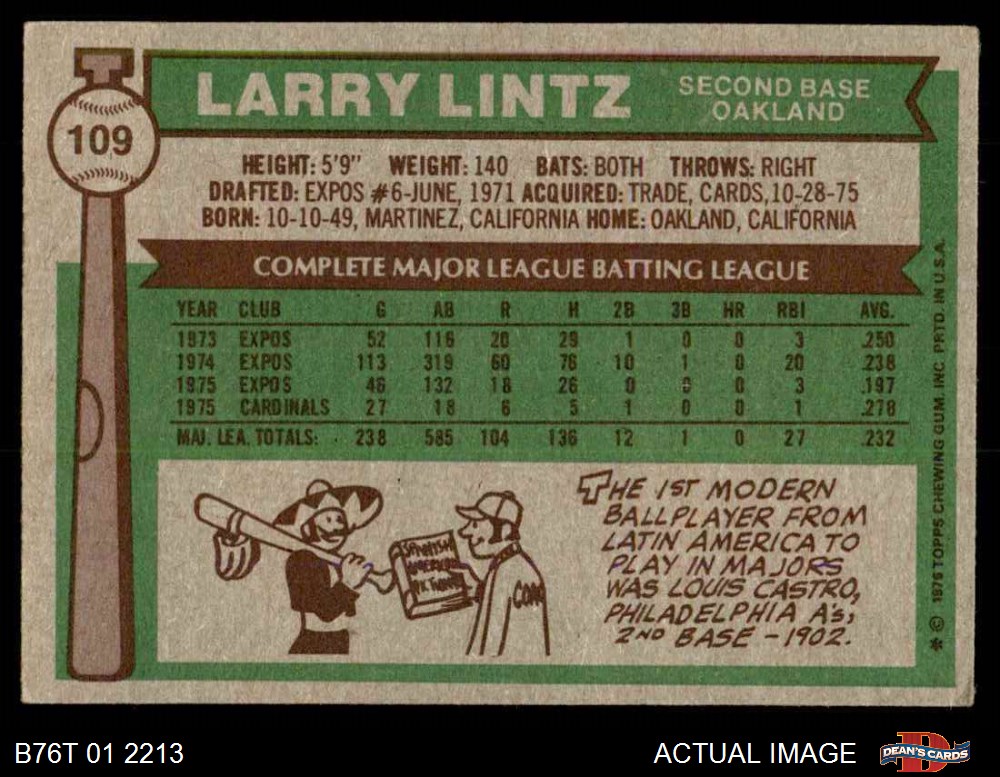 LARRY LINTZ
SECOND BASE
OAKLAND
109
HEIGHT: 5'9" WEIGHT: 140 BATS: BOTH THROWS: RIGHT
DRAFTED: EXPOS #6-JUNE, 1971 ACQUIRED: TRADE, CARDS, 10-28-75
BORN: 10-10-49, MARTINEZ, CALIFORNIA HOME: OAKLAND, CALIFORNIA
COMPLETE MAJOR LEAGUE BATTING LEAGUE
YEAR CLUB G AB R H 2B 3B HR RBI AVG.
1973 EXPOS 52 116 20 29 1 0 0 3 .250
1974 EXPOS 113 319 60 76 10 1 0 20 .238
1975 EXPOS 46 132 18 26 0 0 0 3 .197
1975 CARDINALS 27 18 6 5 1 0 0 1 .278
MAJ. LEA. TOTALS: 238 585 104 136 12 1 0 27 .232
SPANISH
AMERICAN
THE 1ST MODERN
BALLPLAYER FROM
LATIN AMERICA TO
PLAY IN MAJORS
WAS LOUIS CASTRO,
PHILADELPHIA A's,
2ND BASE - 1902.
* © 1976 TOPPS CHEWING GUM, INC PRTD. IN U.S.A.
B76T 01 2213
ACTUAL IMAGE
D
DEAN'S CARDS